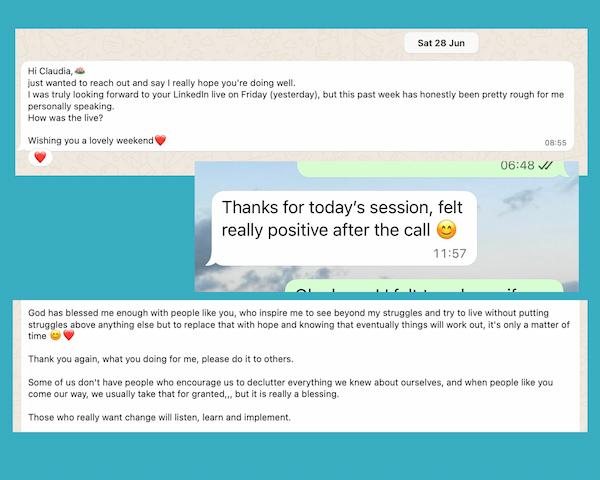 Sat 28 Jun
Hi Claudia,🪷
just wanted to reach out and say I really hope you're doing well.
I was truly looking forward to your LinkedIn live on Friday (yesterday), but this past week has honestly been pretty rough for me
personally speaking.
How was the live?
Wishing you a lovely weekend❤️
08:55
❤️
06:48
Thanks for today's session, felt
really positive after the call 😊
11:57
God has blessed me enough with people like you, who inspire me to see beyond my struggles and try to live without putting
struggles above anything else but to replace that with hope and knowing that eventually things will work out, it's only a matter of
time 😊❤️
Thank you again, what you doing for me, please do it to others.
Some of us don't have people who encourage us to declutter everything we knew about ourselves, and when people like you
come our way, we usually take that for granted,,, but it is really a blessing.
Those who really want change will listen, learn and implement.